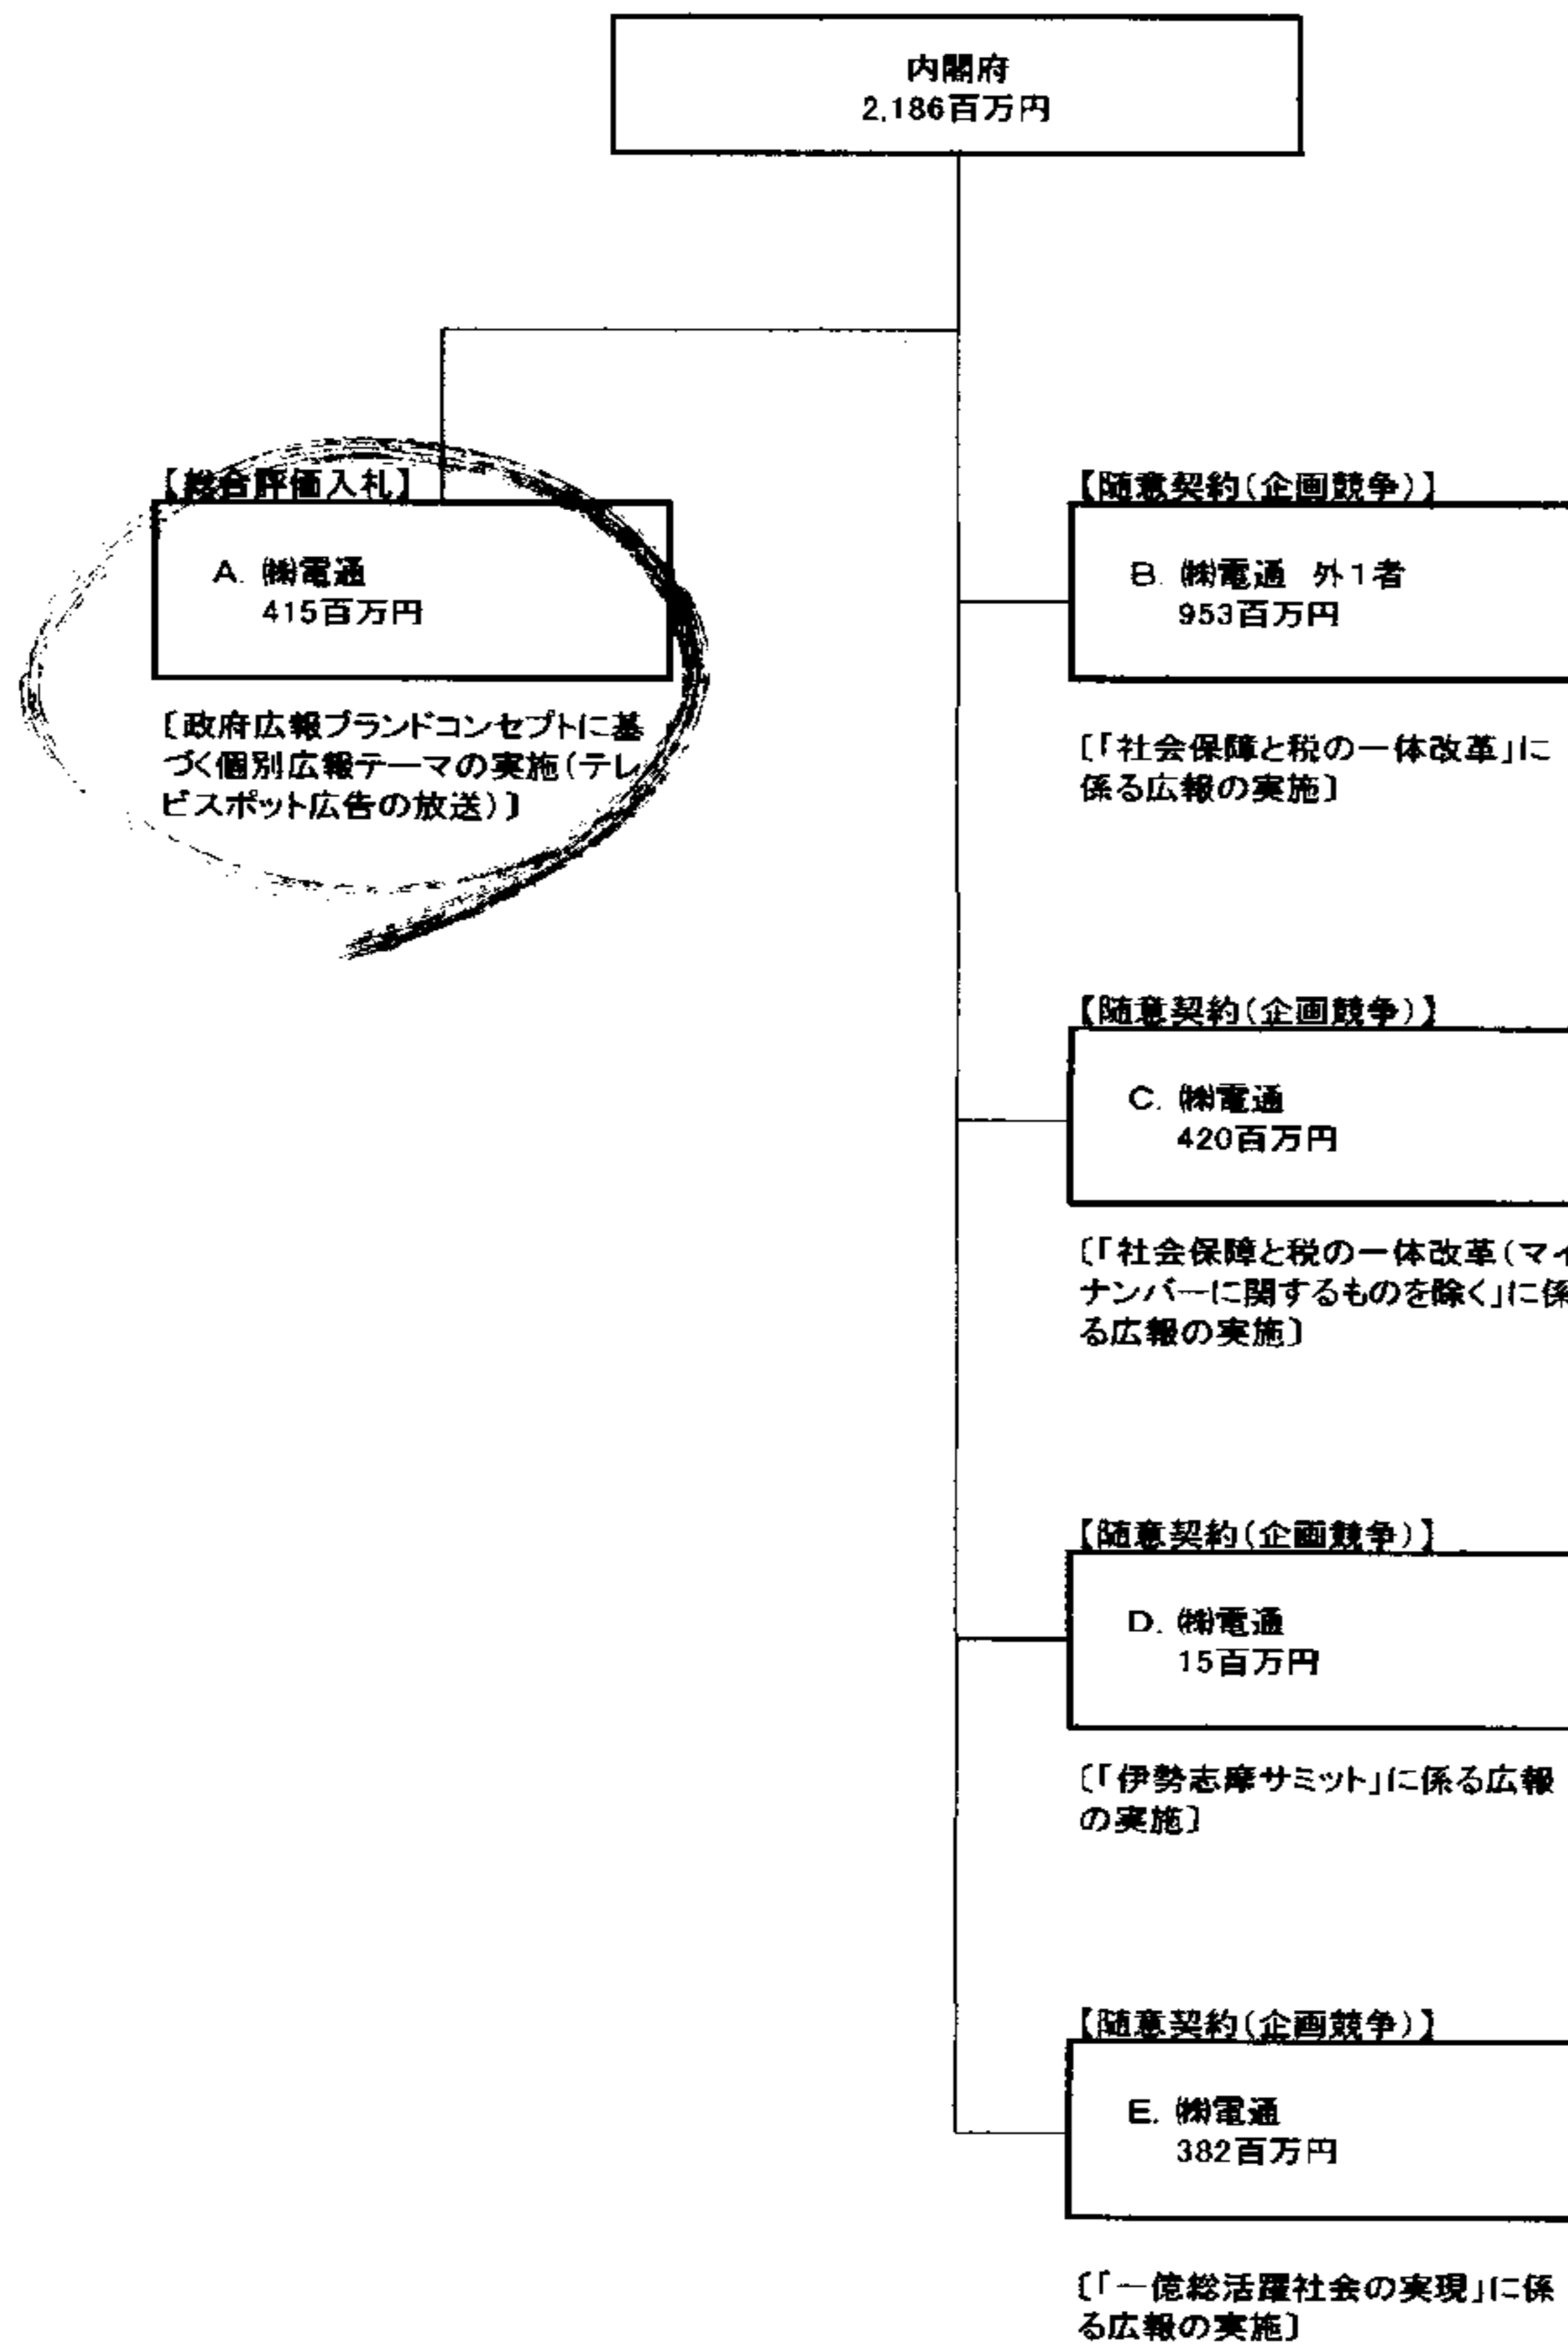 内閣府
2,186百万円
【総合評価入札】
A. ㈱電通
415百万円
〔政府広報ブランドコンセプトに基
づく個別広報テーマの実施(テレ
ビスポット広告の放送)〕
【随意契約(企画競争)】
B. ㈱電通 外1者
953百万円
〔「社会保障と税の一体改革」に
係る広報の実施〕
【随意契約(企画競争)】
C. ㈱電通
420百万円
〔「社会保障と税の一体改革(マイ
ナンバーに関するものを除く」に係
る広報の実施〕
【随意契約(企画競争)】
D. ㈱電通
15百万円
〔「伊勢志摩サミット」に係る広報
の実施〕
【随意契約(企画競争)】
E. ㈱電通
382百万円
〔「一億総活躍社会の実現」に係
る広報の実施〕